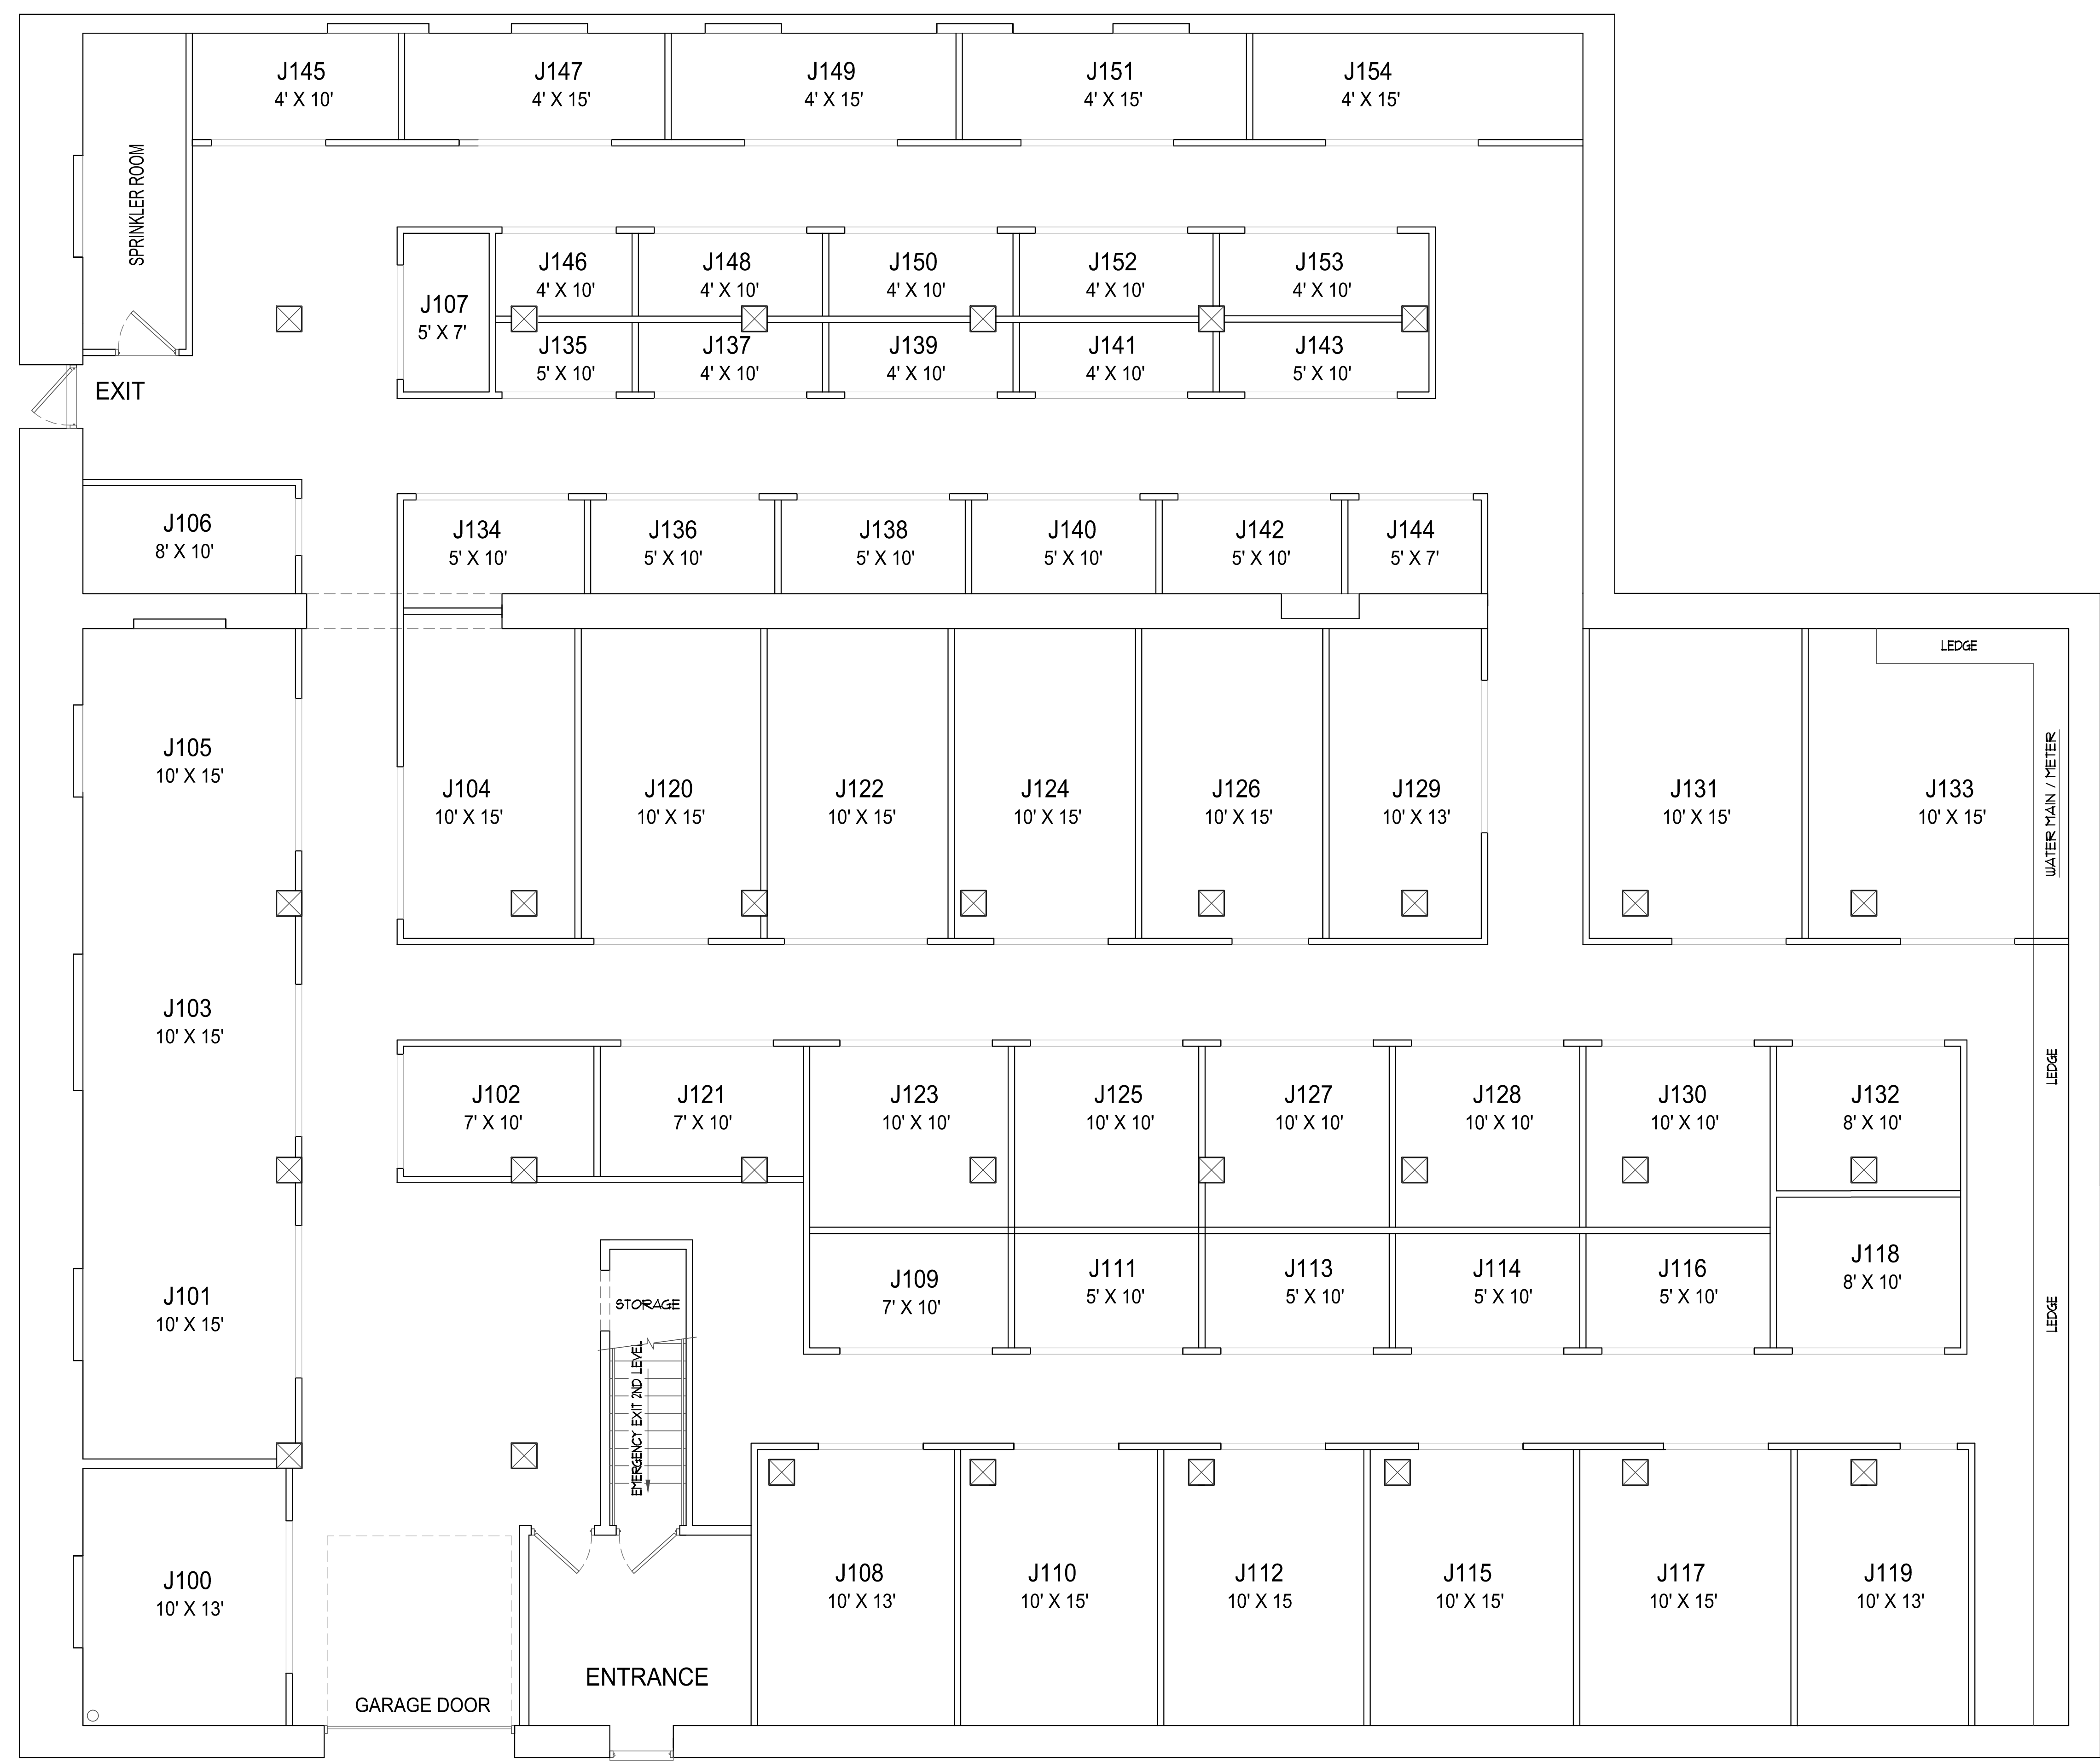 J145
4' X 10'
J147
4' X 15'
J149
4' X 15'
J151
4' X 15'
J154
4' X 15'
SPRINKLER ROOM
J107
5' X 7'
J146
4' X 10'
J148
4' X 10'
J150
4' X 10'
J152
4' X 10'
J153
4' X 10'
J135
5' X 10'
J137
4' X 10'
J139
4' X 10'
J141
4' X 10'
J143
5' X 10'
EXIT
J106
8' X 10'
J134
5' X 10'
J136
5' X 10'
J138
5' X 10'
J140
5' X 10'
J142
5' X 10'
J144
5' X 7'
LEDGE
J105
10' X 15'
J104
10' X 15'
J120
10' X 15'
J122
10' X 15'
J124
10' X 15'
J126
10' X 15'
J129
10' X 13'
J131
10' X 15'
J133
10' X 15'
WATER MAIN / METER
J103
10' X 15'
J102
7' X 10'
J121
7' X 10'
J123
10' X 10'
J125
10' X 10'
J127
10' X 10'
J128
10' X 10'
J130
10' X 10'
J132
8' X 10'
LEDGE
J101
10' X 15'
STORAGE
EMERGENCY EXIT 2ND LEVEL
J109
7' X 10'
J111
5' X 10'
J113
5' X 10'
J114
5' X 10'
J116
5' X 10'
J118
8' X 10'
LEDGE
J100
10' X 13'
GARAGE DOOR
ENTRANCE
J108
10' X 13'
J110
10' X 15'
J112
10' X 15
J115
10' X 15'
J117
10' X 15'
J119
10' X 13'